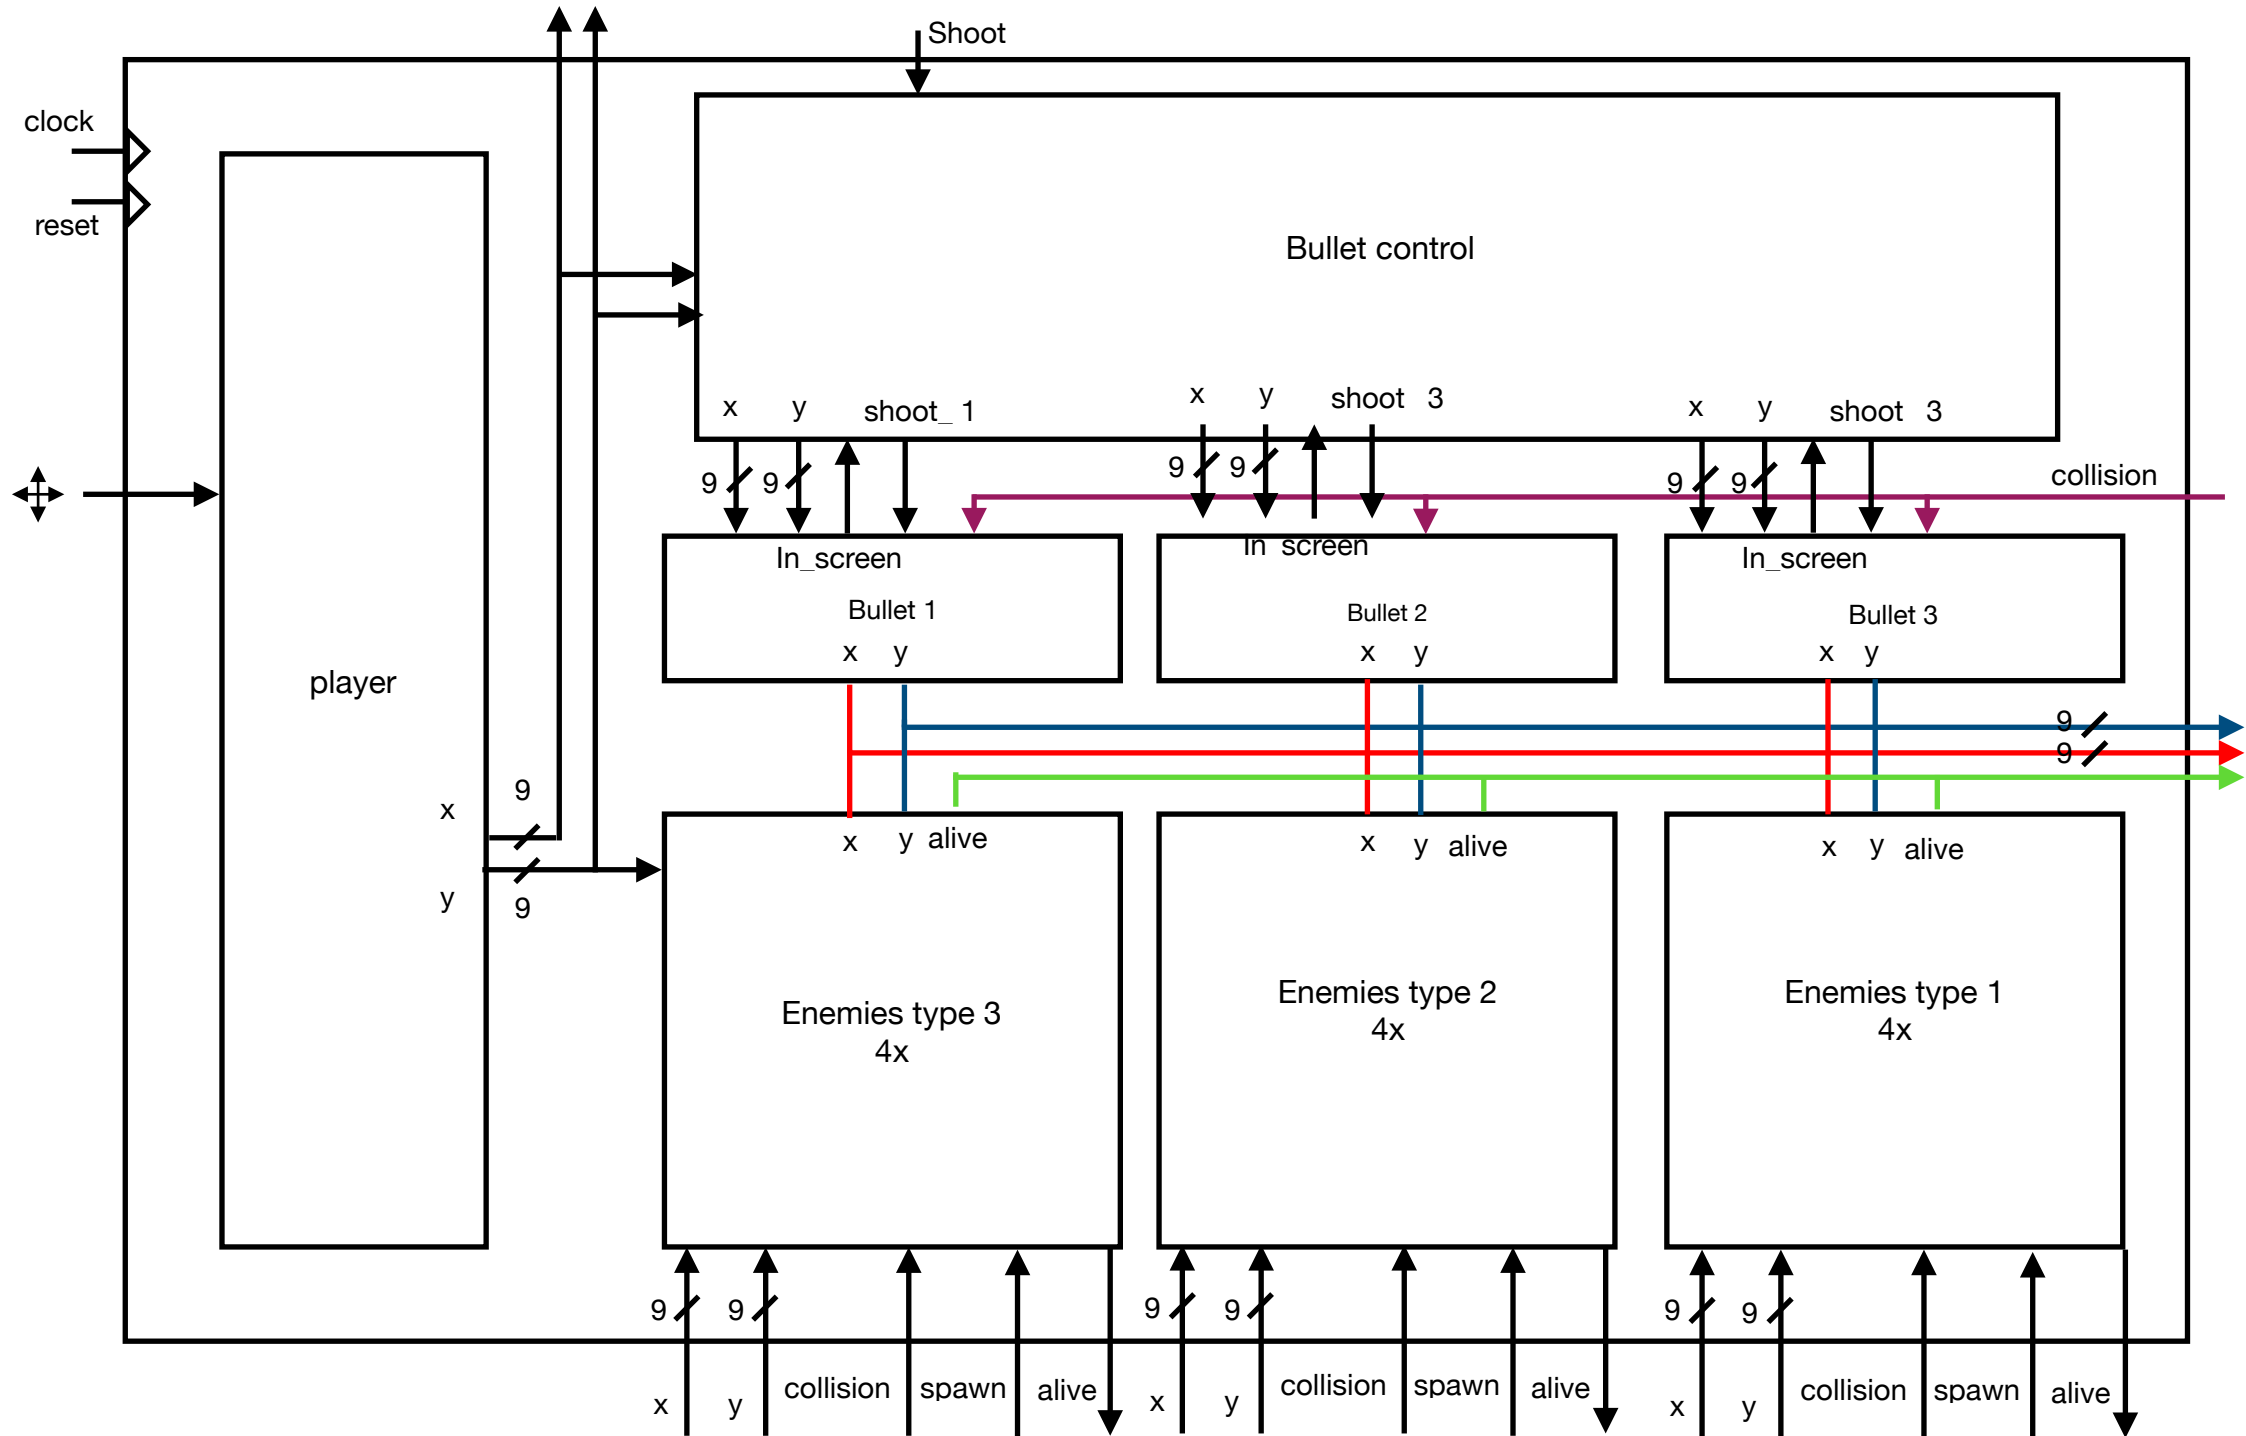 Shoot
clock
reset
Bullet control
x y shoot_ 1
x y shoot 3
x y shoot 3
9 9
9 9
9 9
collision
In_screen
Bullet 1
x y
In screen
Bullet 2
x y
In_screen
Bullet 3
x y
player
x 9
y 9
9
9
x y alive
Enemies type 3
4x
x y alive
Enemies type 2
4x
x y alive
Enemies type 1
4x
9 9
9 9
9 9
x y collision spawn alive
x y collision spawn alive
x y collision spawn alive